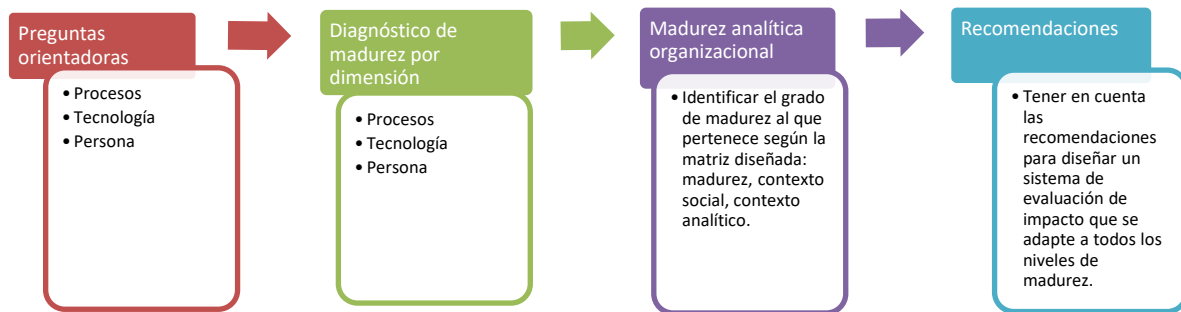 Preguntas
orientadoras
• Procesos
• Tecnología
• Persona
Diagnóstico de
madurez por
dimensión
• Procesos
• Tecnología
• Persona
Madurez analítica
organizacional
• Identificar el grado
de madurez al que
pertenece según la
matriz diseñada:
madurez, contexto
social, contexto
analítico.
Recomendaciones
• Tener en cuenta
las
recomendaciones
para diseñar un
sistema de
evaluación de
impacto que se
adapte a todos los
niveles de
madurez.